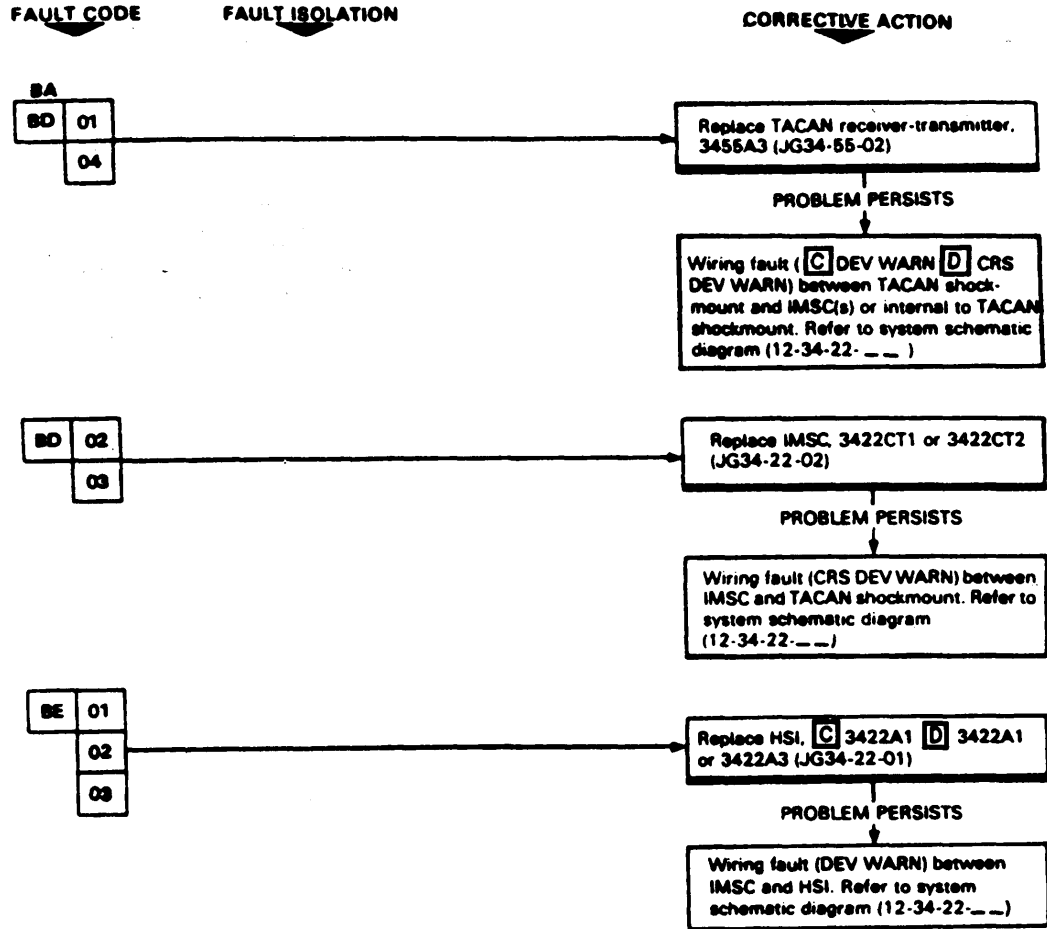 FAULT CODE FAULT ISOLATION CORRECTIVE ACTION
BA
BD 01
04
Replace TACAN receiver-transmitter,
3455A3 (JG34-55-02)
PROBLEM PERSISTS
Wiring fault ( C DEV WARN D CRS
DEV WARN) between TACAN shock-
mount and IMSC(s) or internal to TACAN
shockmount. Refer to system schematic
diagram (12-34-22- _ _ )
BD 02
03
Replace IMSC, 3422CT1 or 3422CT2
(JG34-22-02)
PROBLEM PERSISTS
Wiring fault (CRS DEV WARN) between
IMSC and TACAN shockmount. Refer to
system schematic diagram
(12-34-22-_ _)
BE 01
02
03
Replace HSI, C 3422A1 D 3422A1
or 3422A3 (JG34-22-01)
PROBLEM PERSISTS
Wiring fault (DEV WARN) between
IMSC and HSI. Refer to system
schematic diagram (12-34-22-_ _)